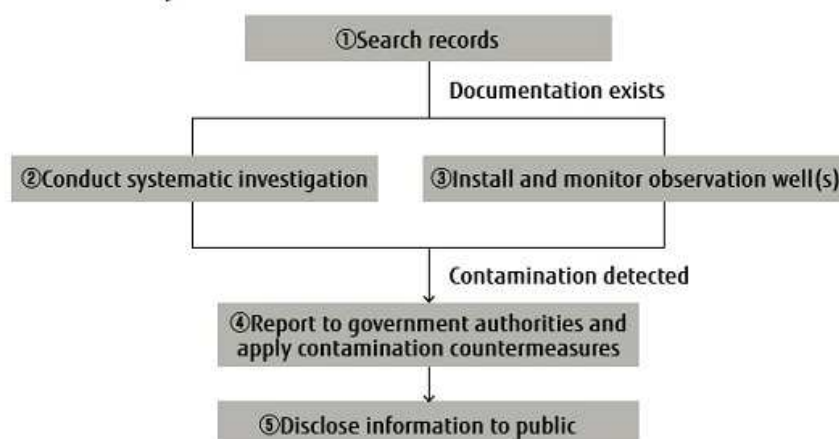 ①Search records
Documentation exists
②Conduct systematic investigation
③Install and monitor observation well(s)
Contamination detected
④Report to government authorities and
apply contamination countermeasures
⑤Disclose information to public